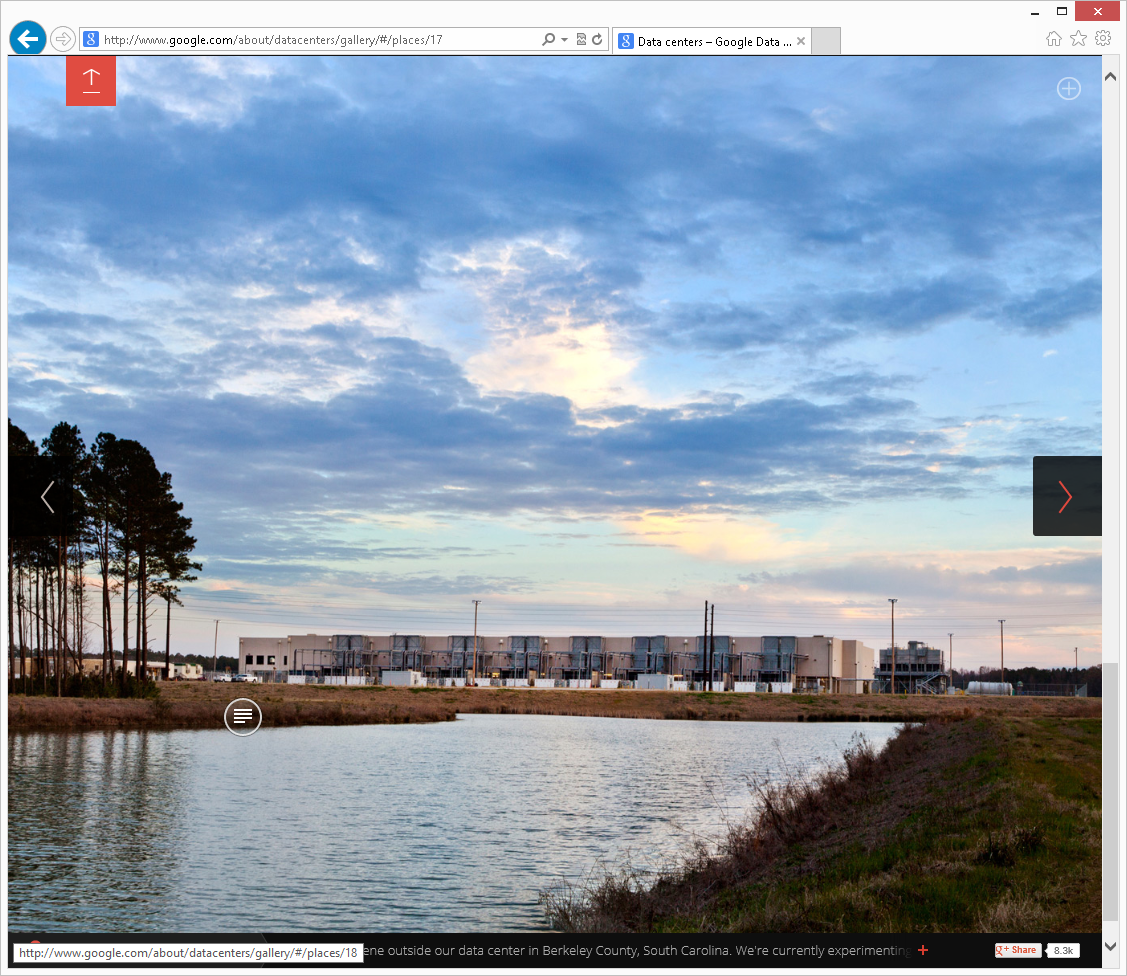 http://www.google.com/about/datacenters/gallery/#/places/17
Data centers – Google Data ...
http://www.google.com/about/datacenters/gallery/#/places/18
outside our data center in Berkeley County, South Carolina. We're currently experimenting
Share
8.3k